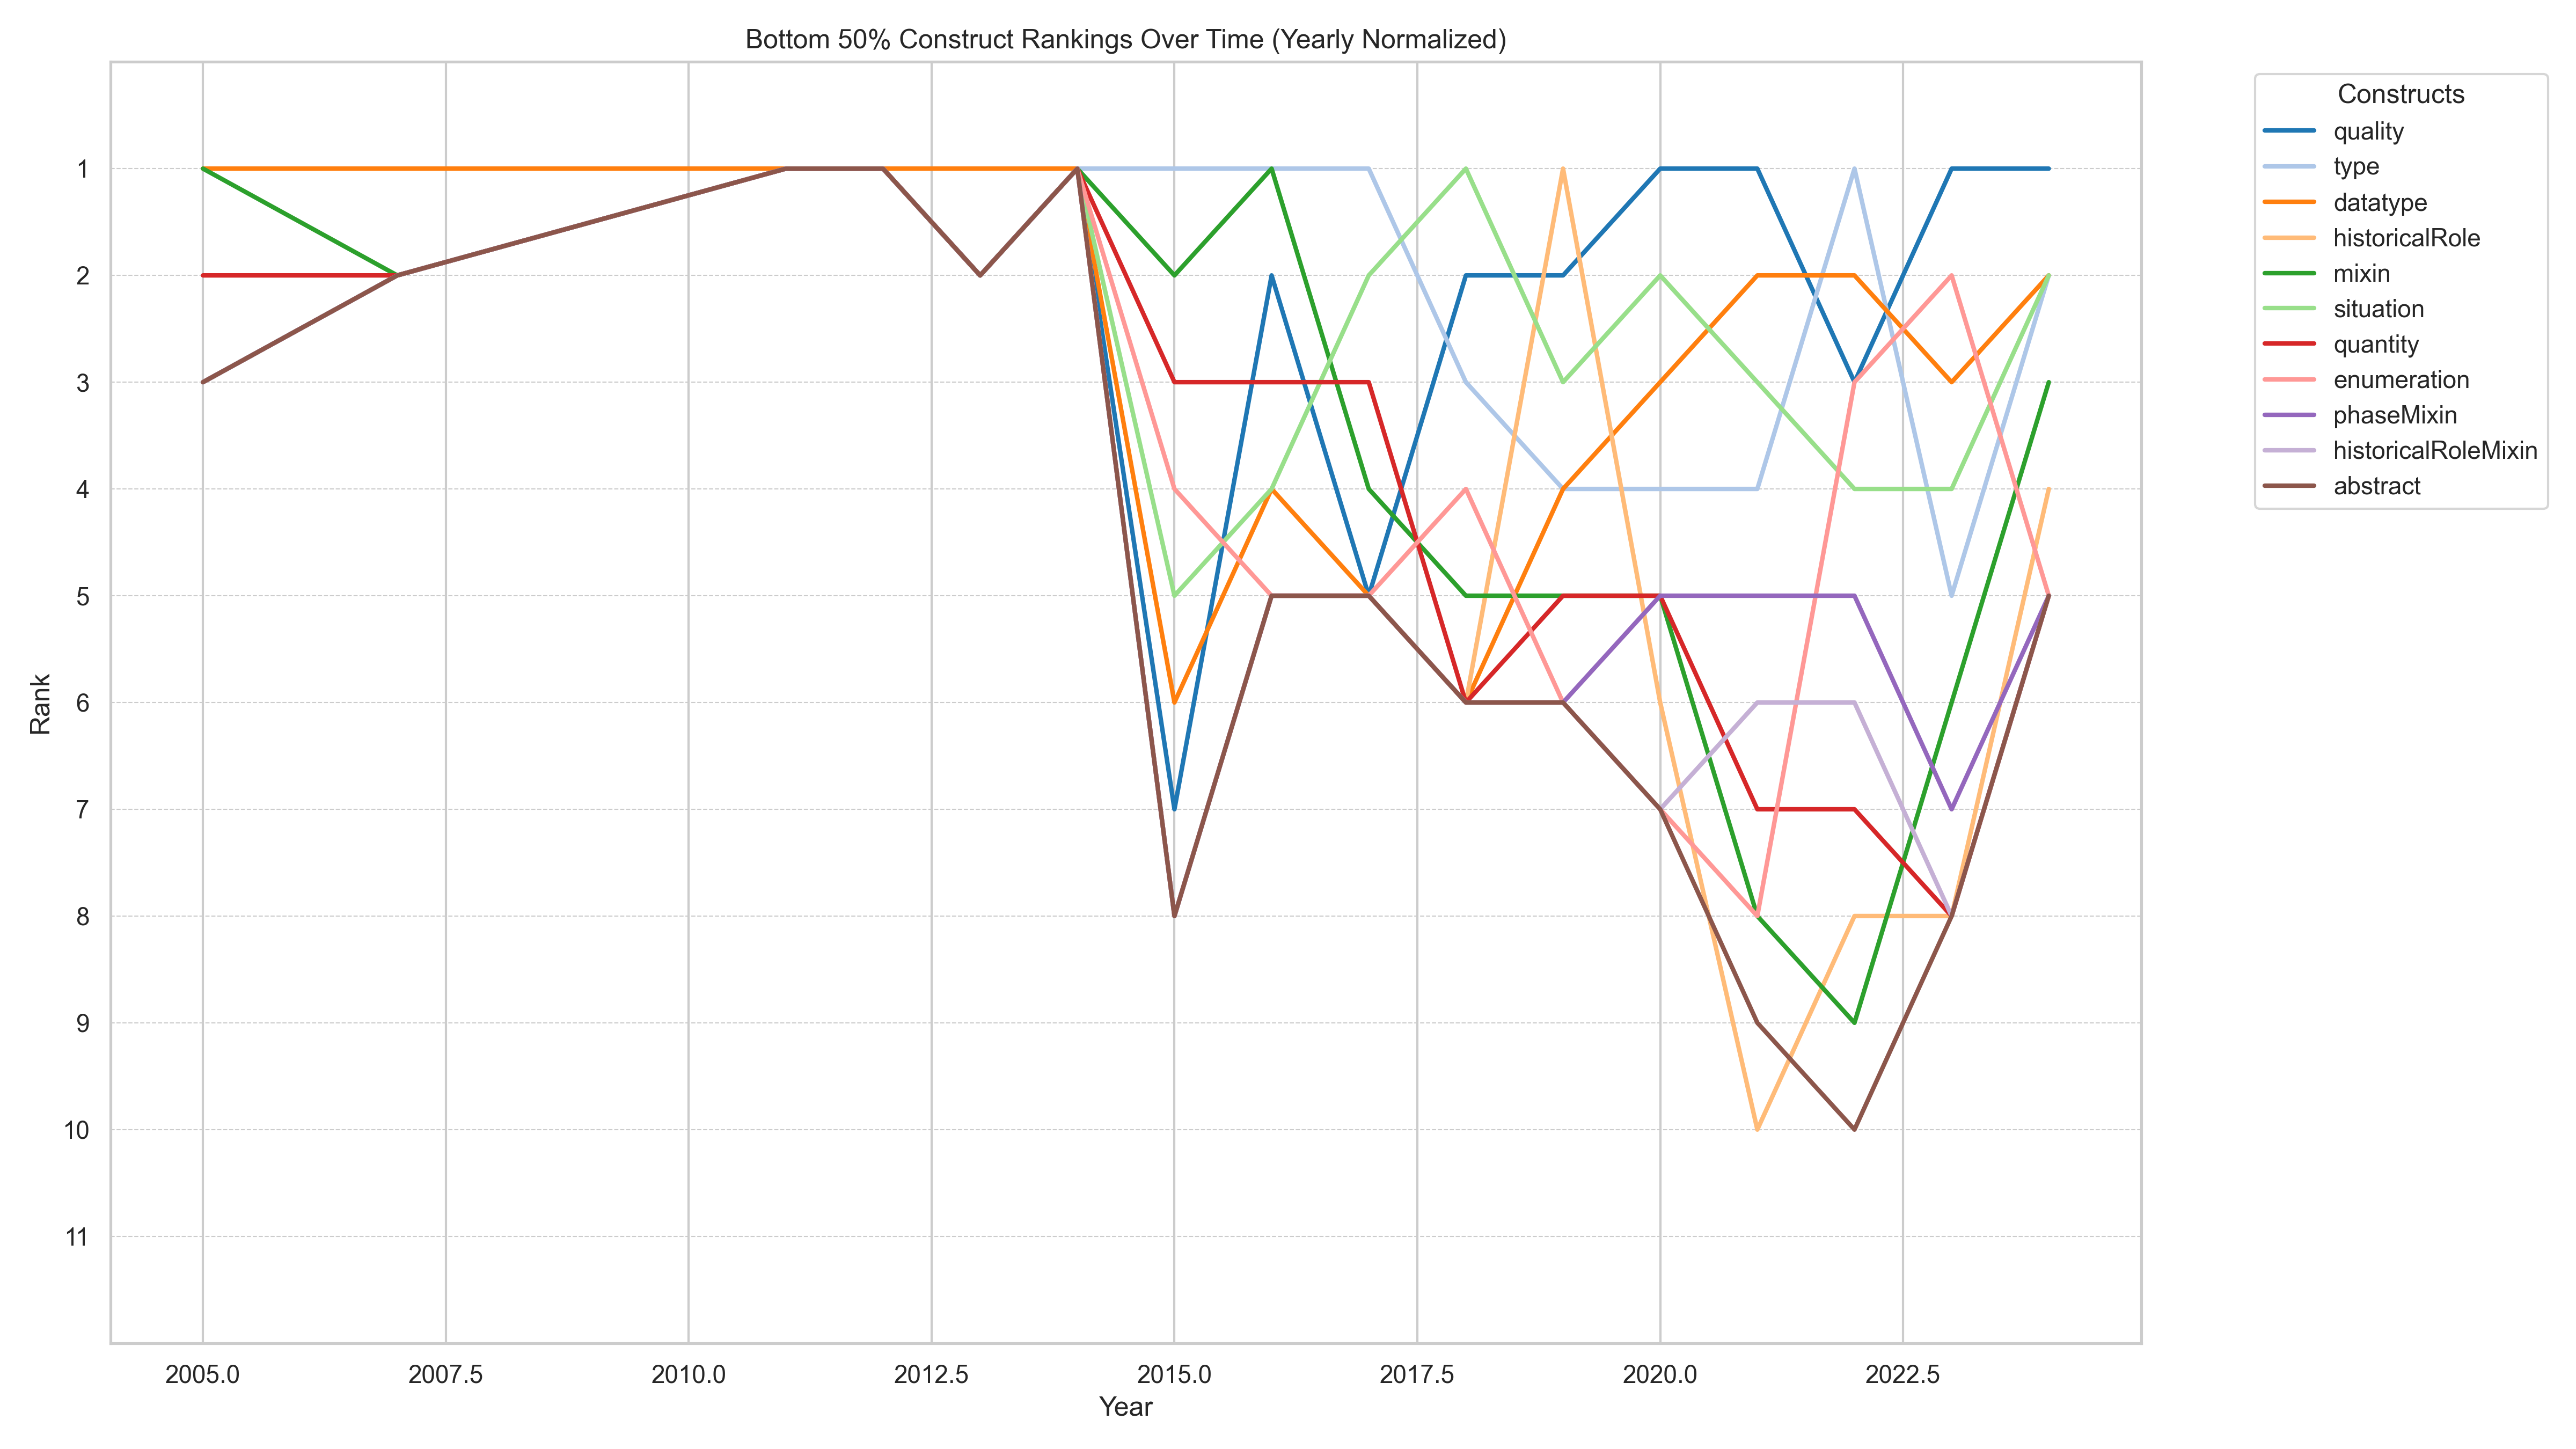 Bottom 50% Construct Rankings Over Time (Yearly Normalized)
Constructs
quality
type
datatype
historicalRole
mixin
situation
quantity
enumeration
phaseMixin
historicalRoleMixin
abstract
Rank
1
2
3
4
5
6
7
8
9
10
11
2005.0 2007.5 2010.0 2012.5 2015.0 2017.5 2020.0 2022.5
Year